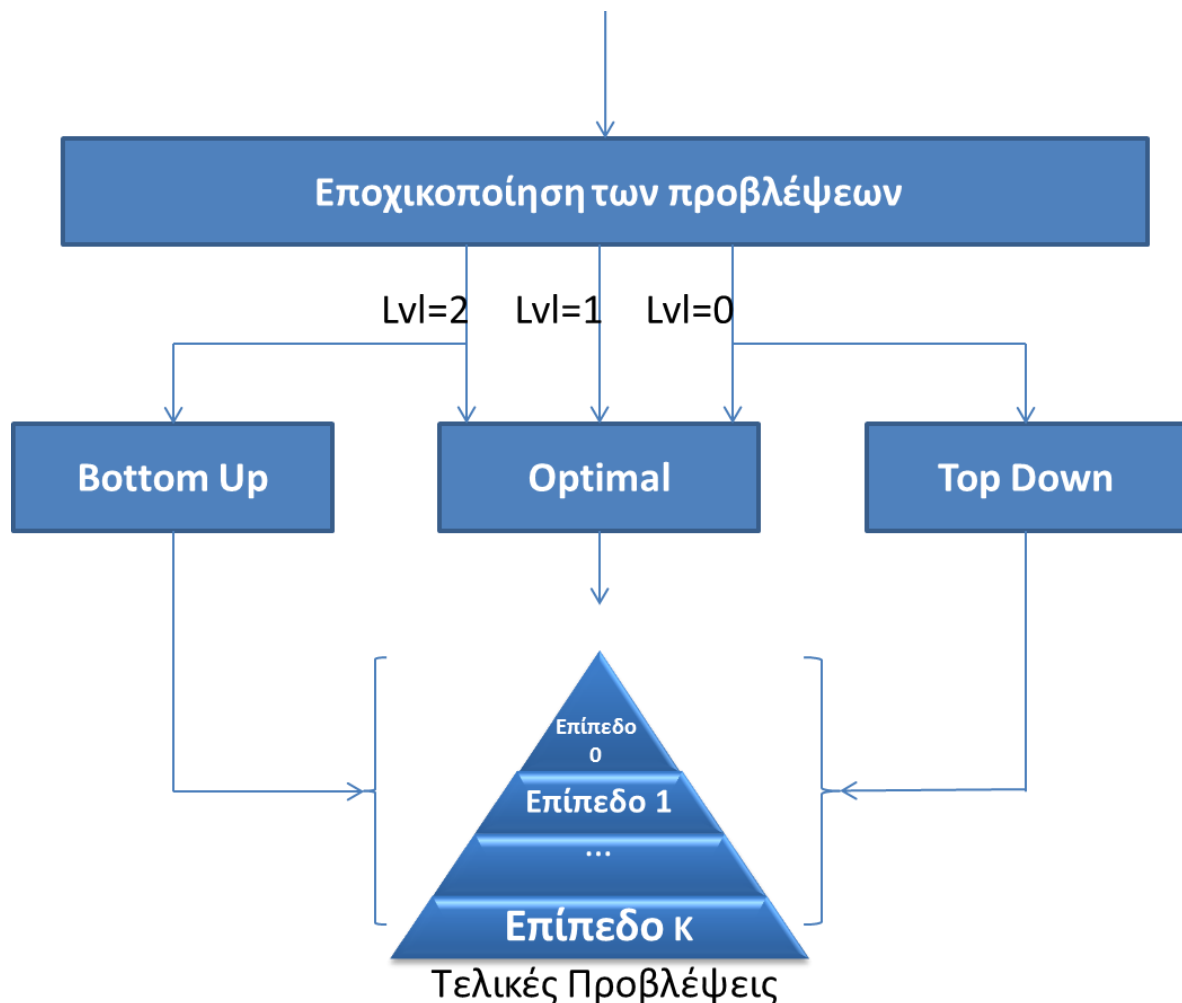 Εποχικοποίηση των προβλέψεων
Lvl=2
Lvl=1
Lvl=0
Bottom Up
Optimal
Top Down
Επίπεδο
0
Επίπεδο 1
...
Επίπεδο κ
Τελικές Προβλέψεις